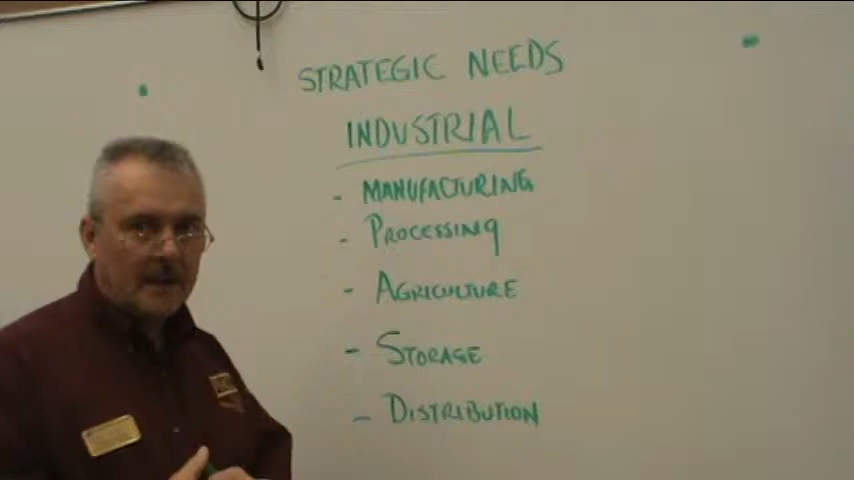 STRATEGIC NEEDS
INDUSTRIAL
- MANUFACTURING
- PROCESSING
- AGRICULTURE
- STORAGE
- DISTRIBUTION